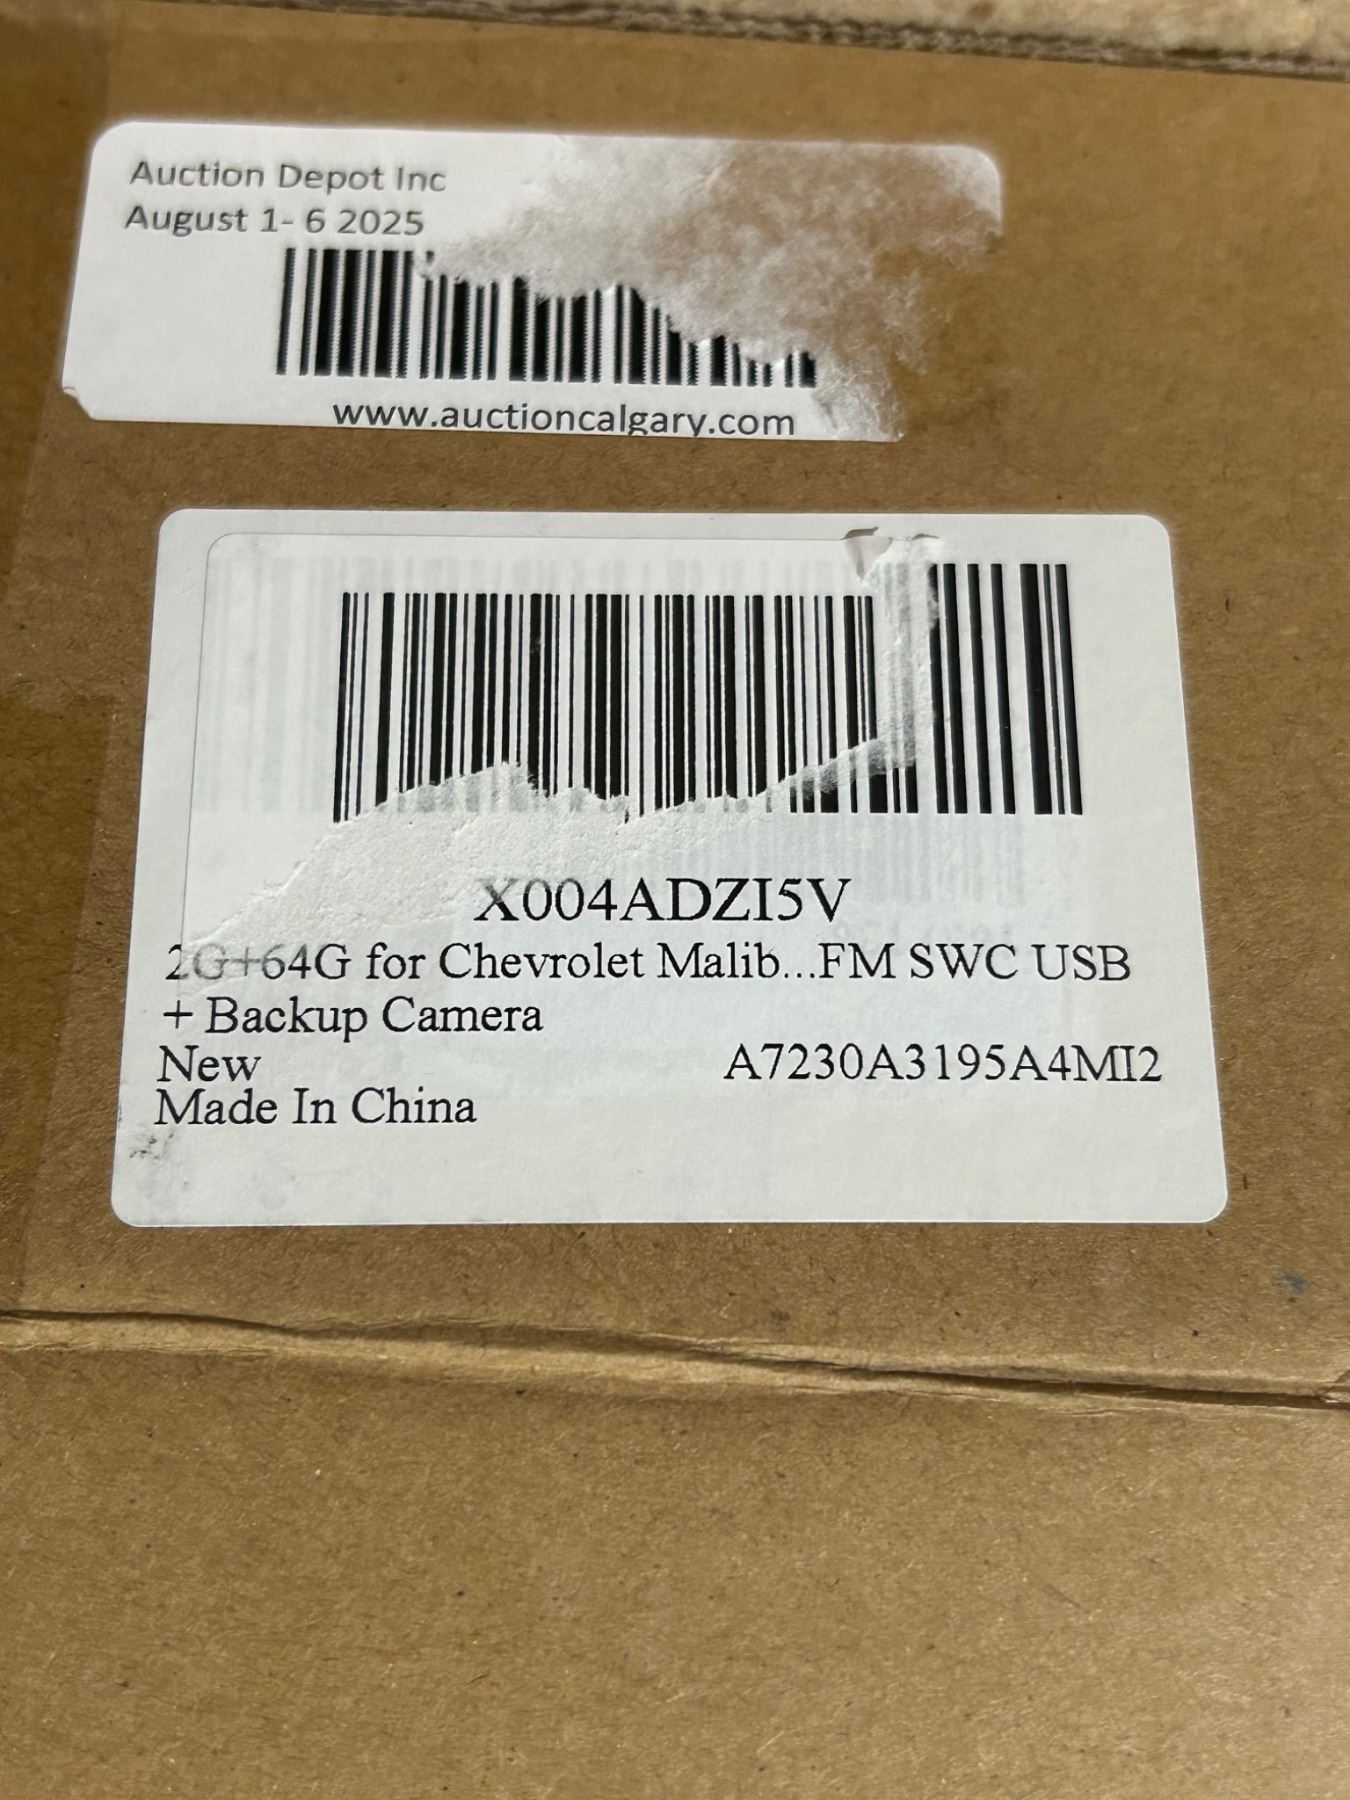 Auction Depot Inc
August 1- 6 2025
www.auctioncalgary.com
X004ADZI5V
2G+64G for Chevrolet Malib...FM SWC USB
+ Backup Camera
New A7230A3195A4MI2
Made In China